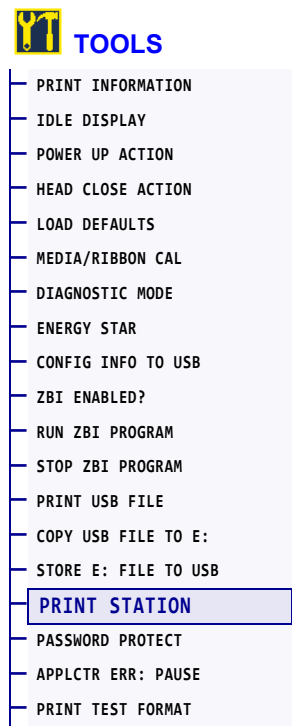 TOOLS
PRINT INFORMATION
IDLE DISPLAY
POWER UP ACTION
HEAD CLOSE ACTION
LOAD DEFAULTS
MEDIA/RIBBON CAL
DIAGNOSTIC MODE
ENERGY STAR
CONFIG INFO TO USB
ZBI ENABLED?
RUN ZBI PROGRAM
STOP ZBI PROGRAM
PRINT USB FILE
COPY USB FILE TO E:
STORE E: FILE TO USB
PRINT STATION
PASSWORD PROTECT
APPLCTR ERR: PAUSE
PRINT TEST FORMAT